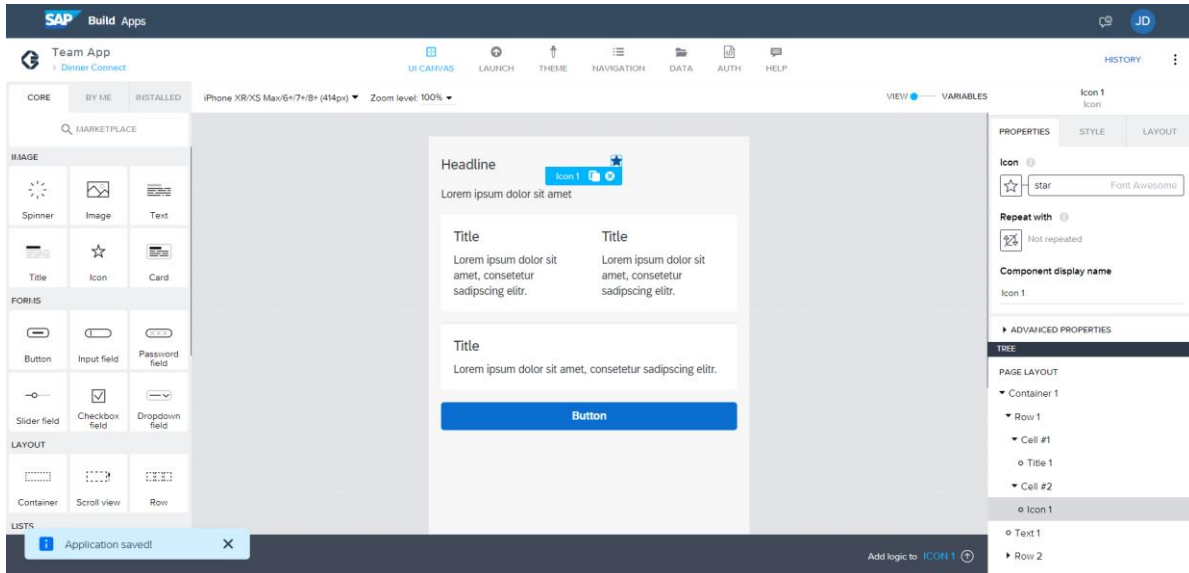 SAP Build Apps
JD
Team App
Dinner Connect
UI CANVAS
LAUNCH
THEME
NAVIGATION
DATA
AUTH
HELP
HISTORY
CORE
BY ME
INSTALLED
iPhone XR/XS Max/6+/7+/8+ (414px)
Zoom level: 100%
VIEW
VARIABLES
Icon 1
Icon
MARKETPLACE
IMAGE
Spinner
Image
Text
Title
Icon
Card
FORMS
Button
Input field
Password field
Slider field
Checkbox field
Dropdown field
LAYOUT
Container
Scroll view
Row
LISTS
Application saved!
Headline
Icon 1
Lorem ipsum dolor sit amet
Title
Lorem ipsum dolor sit
amet, consetetur
sadipscing elitr.
Title
Lorem ipsum dolor sit
amet, consetetur
sadipscing elitr.
Title
Lorem ipsum dolor sit amet, consetetur sadipscing elitr.
Button
Add logic to ICON 1
PROPERTIES
STYLE
LAYOUT
Icon
star
Font Awesome
Repeat with
Not repeated
Component display name
Icon 1
ADVANCED PROPERTIES
TREE
PAGE LAYOUT
Container 1
Row 1
Cell #1
Title 1
Cell #2
Icon 1
Text 1
Row 2